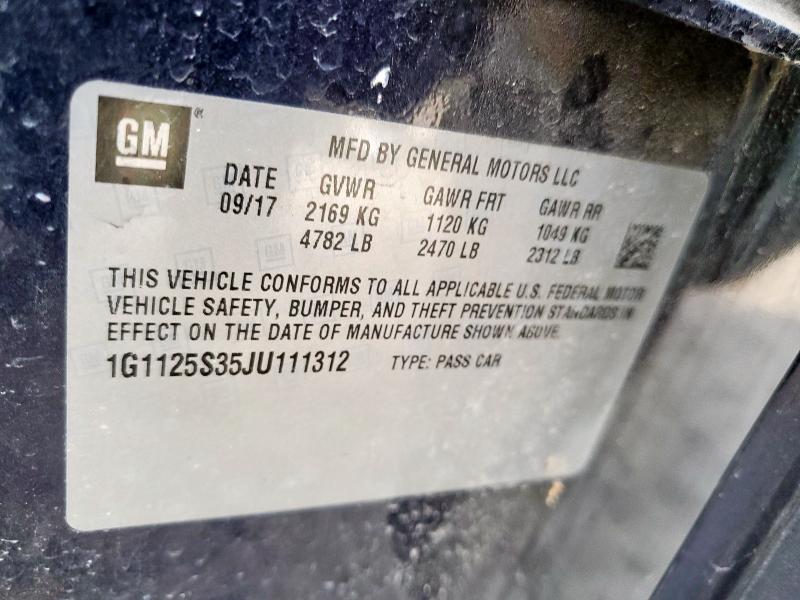 GM®
MFD BY GENERAL MOTORS LLC
DATE GVWR GAWR FRT GAWR RR
09/17 2169 KG 1120 KG 1049 KG
4782 LB 2470 LB 2312 LB
THIS VEHICLE CONFORMS TO ALL APPLICABLE U.S. FEDERAL MOTOR
VEHICLE SAFETY, BUMPER, AND THEFT PREVENTION STANDARDS IN
EFFECT ON THE DATE OF MANUFACTURE SHOWN ABOVE.
1G1125S35JU111312 TYPE: PASS CAR